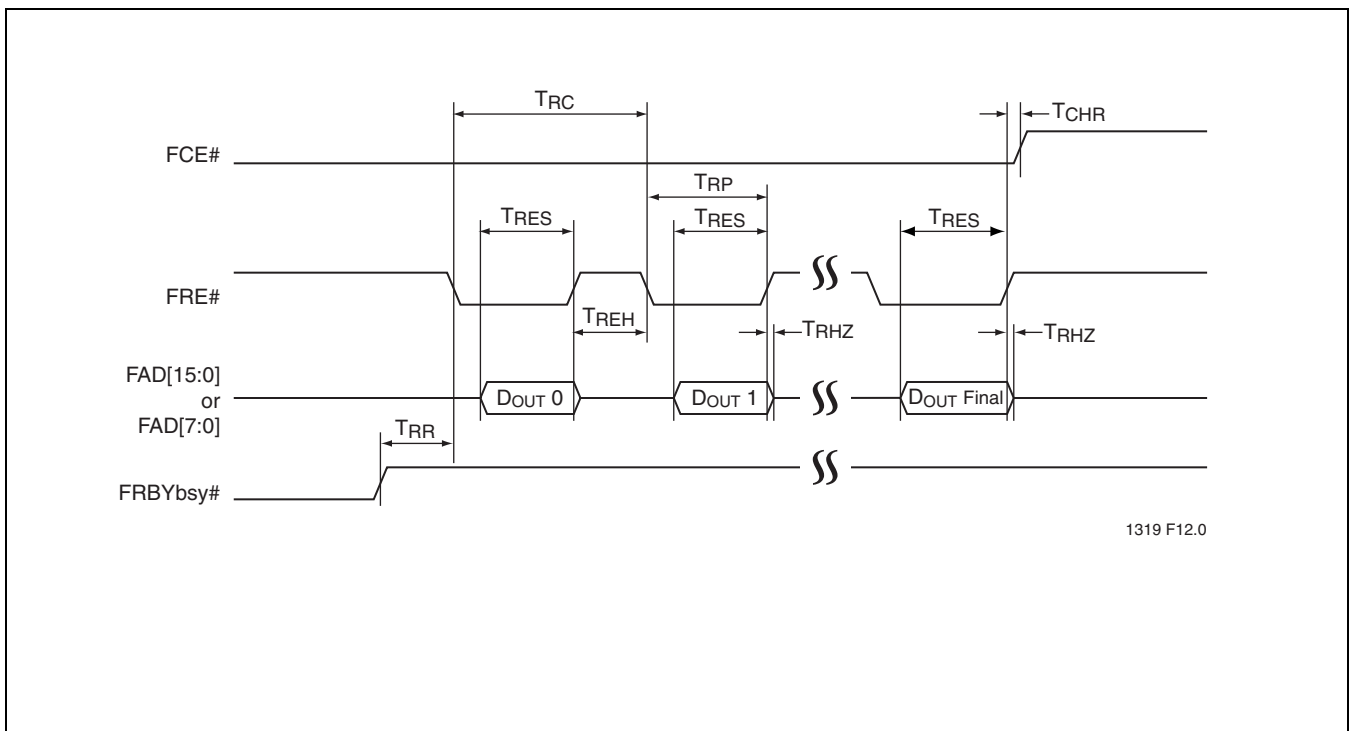 TRC
TCHR
FCE#
TRP
TRES
TRES
TRES
FRE#
TREH
TRHZ
TRHZ
FAD[15:0]
or
FAD[7:0]
DOUT 0
DOUT 1
DOUT Final
TRR
FRBYbsy#
1319 F12.0